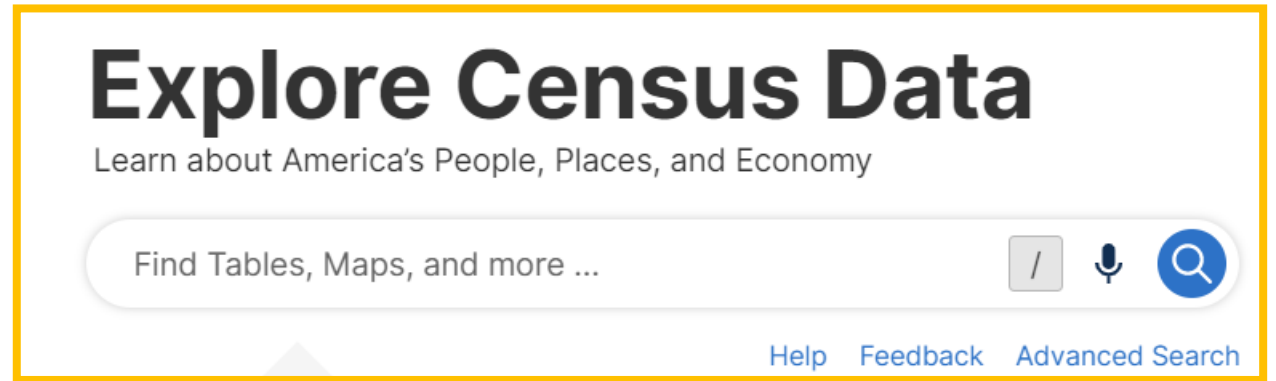 Explore Census Data
Learn about America's People, Places, and Economy
Find Tables, Maps, and more ... /
Help Feedback Advanced Search